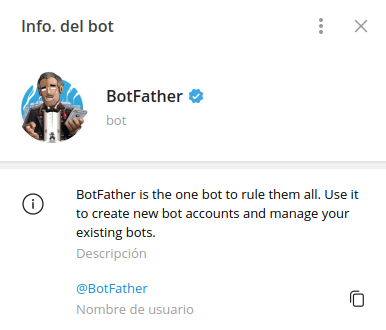 Info. del bot
BotFather
bot
BotFather is the one bot to rule them all. Use it
to create new bot accounts and manage your
existing bots.
Descripción
@BotFather
Nombre de usuario